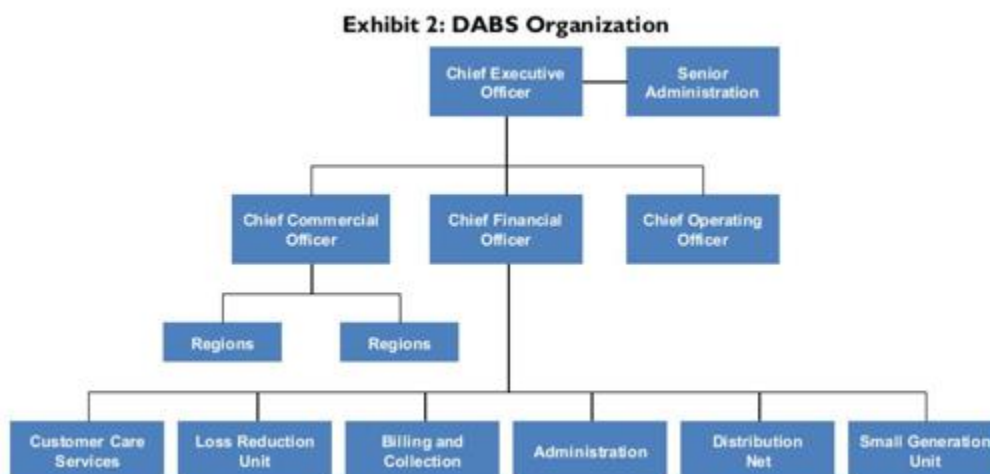 Exhibit 2: DABS Organization
Chief Executive
Officer
Senior
Administration
Chief Commercial
Officer
Chief Financial
Officer
Chief Operating
Officer
Regions
Regions
Customer Care
Services
Loss Reduction
Unit
Billing and
Collection
Administration
Distribution
Net
Small Generation
Unit